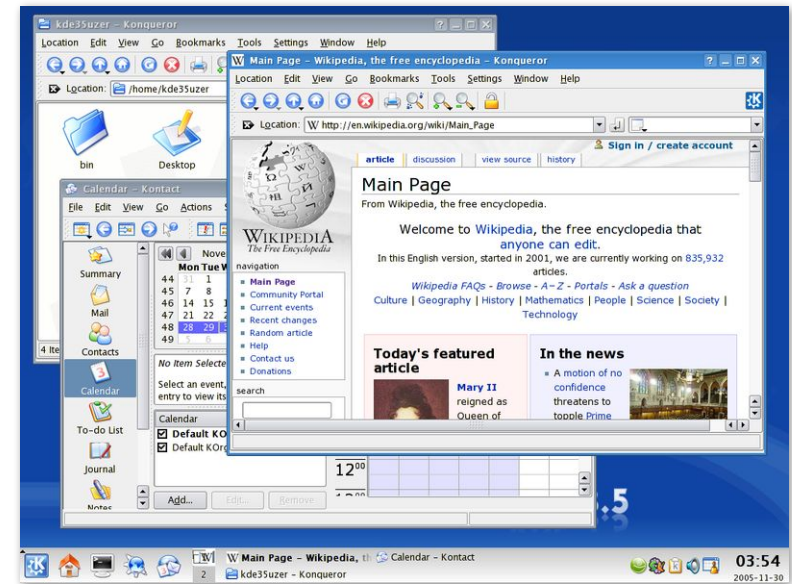 kde35uzer – Konqueror
Location Edit View Go Bookmarks Tools Settings Window Help
Location: /home/kde35uzer
bin
Desktop
4 Ite
Calendar – Kontact
File Edit View Go Actions S
Summary
Mail
Contacts
Calendar
To-do List
Journal
Notes
Nove
Mon Tue W
44 31 1
45 7 8
46 14 15 1
47 21 22
48 28 29
49 5 6
No Item Selecte
Select an event,
entry to view its
Calendar
Default KO
Default KOrg
Add... Edit... Remove
12 00
Main Page – Wikipedia, the free encyclopedia – Konqueror
Location Edit View Go Bookmarks Tools Settings Window Help
Location: http://en.wikipedia.org/wiki/Main_Page
WIKIPEDIA
The Free Encyclopedia
navigation
Main Page
Community Portal
Current events
Recent changes
Random article
Help
Contact us
Donations
search
Sign in / create account
article discussion view source history
Main Page
From Wikipedia, the free encyclopedia.
Welcome to Wikipedia, the free encyclopedia that
anyone can edit.
In this English version, started in 2001, we are currently working on 835,932
articles.
Wikipedia FAQs - Browse - A–Z - Portals - Ask a question
Culture | Geography | History | Mathematics | People | Science | Society |
Technology
Today's featured
article
Mary II
reigned as
Queen of
In the news
A motion of no
confidence
threatens to
topple Prime
.5
2
Main Page – Wikipedia, th
kde35uzer – Konqueror
Calendar – Kontact
03:54
2005-11-30